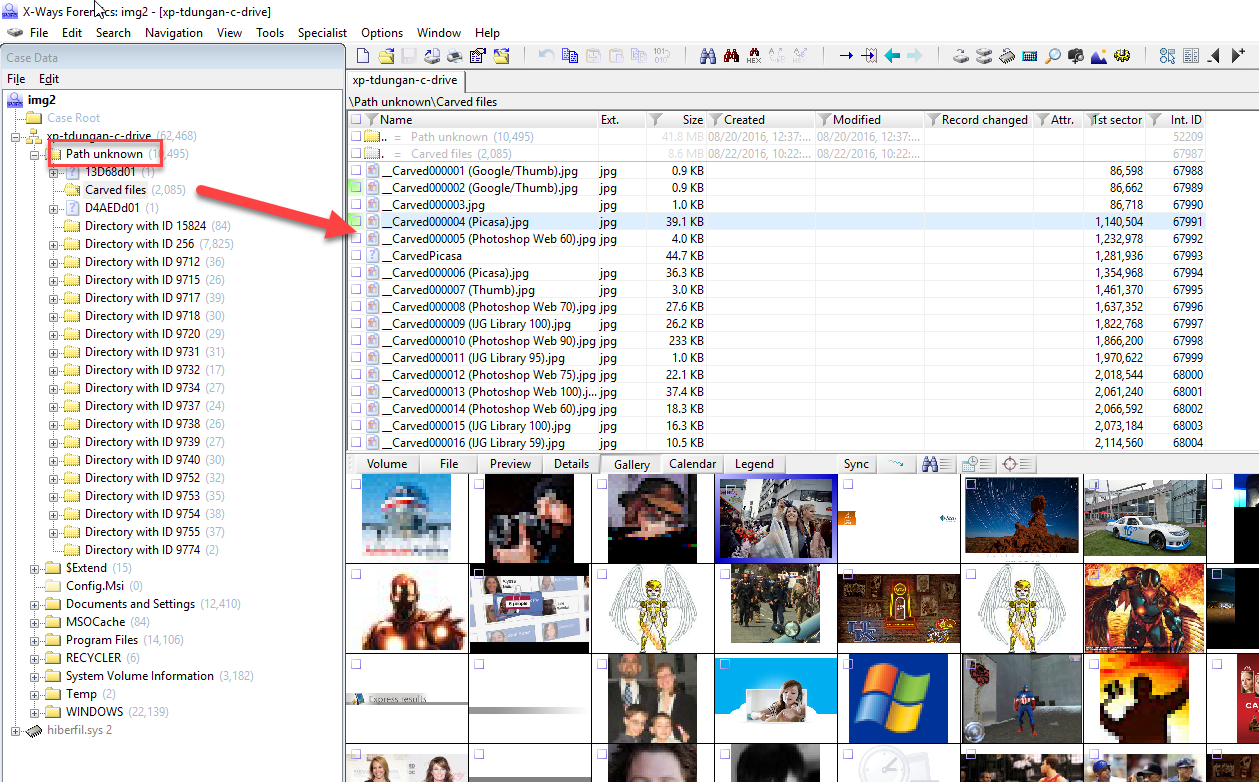 X-Ways Forensics: img2 - [xp-tdungan-c-drive]
File Edit Search Navigation View Tools Specialist Options Window Help
Case Data
File Edit
img2
Case Root
xp-tdungan-c-drive (62,468)
Path unknown
13D68d01 (1)
Carved files (2,085)
D4AEDd01 (1)
Directory with ID 15824 (84)
Directory with ID 256 (7,825)
Directory with ID 9712 (36)
Directory with ID 9715 (26)
Directory with ID 9717 (39)
Directory with ID 9718 (30)
Directory with ID 9720 (29)
Directory with ID 9731 (31)
Directory with ID 9732 (17)
Directory with ID 9734 (27)
Directory with ID 9737 (24)
Directory with ID 9738 (26)
Directory with ID 9739 (27)
Directory with ID 9740 (30)
Directory with ID 9752 (32)
Directory with ID 9753 (35)
Directory with ID 9754 (38)
Directory with ID 9755 (37)
Directory with ID 9774 (2)
$Extend (15)
Config.Msi (0)
Documents and Settings (12,410)
MSOCache (84)
Program Files (14,106)
RECYCLER (6)
System Volume Information (3,182)
Temp (2)
WINDOWS (22,139)
hiberfil.sys 2
xp-tdungan-c-drive
\Path unknown\Carved files
Name Ext. Size Created Modified Record changed Attr. 1st sector Int. ID
.. = Path unknown (10,495) 41.8 MB 08/20/2016, 12:37:... 08/20/2016, 12:37:... 52209
. = Carved files (2,085) 8.6 MB 08/22/2016, 10:22:... 08/22/2016, 10:22:... 67987
__Carved000001 (Google/Thumb).jpg jpg 0.9 KB 86,598 67988
__Carved000002 (Google/Thumb).jpg jpg 0.9 KB 86,662 67989
__Carved000003.jpg jpg 1.0 KB 86,718 67990
__Carved000004 (Picasa).jpg jpg 39.1 KB 1,140,504 67991
__Carved000005 (Photoshop Web 60).jpg jpg 4.0 KB 1,232,978 67992
__CarvedPicasa 44.7 KB 1,281,936 67993
__Carved000006 (Picasa).jpg jpg 36.3 KB 1,354,968 67994
__Carved000007 (Thumb).jpg jpg 3.0 KB 1,461,370 67995
__Carved000008 (Photoshop Web 70).jpg jpg 27.6 KB 1,637,352 67996
__Carved000009 (IJG Library 100).jpg jpg 26.2 KB 1,822,768 67997
__Carved000010 (Photoshop Web 90).jpg jpg 233 KB 1,866,200 67998
__Carved000011 (IJG Library 95).jpg jpg 1.0 KB 1,970,622 67999
__Carved000012 (Photoshop Web 75).jpg jpg 22.1 KB 2,018,544 68000
__Carved000013 (Photoshop Web 100).j... jpg 37.4 KB 2,061,240 68001
__Carved000014 (Photoshop Web 60).jpg jpg 18.3 KB 2,066,592 68002
__Carved000015 (IJG Library 100).jpg jpg 16.3 KB 2,073,184 68003
__Carved000016 (IJG Library 59).jpg jpg 10.5 KB 2,114,560 68004
Volume File Preview Details Gallery Calendar Legend Sync
Express results
CA